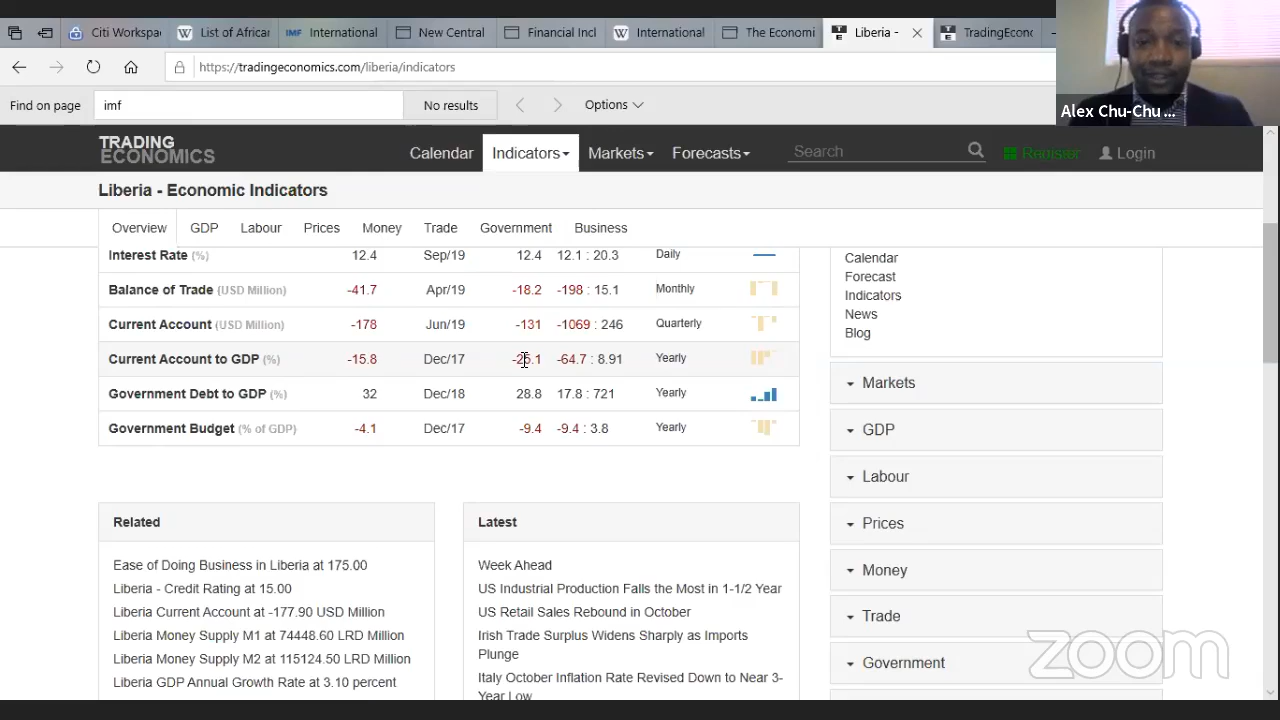 Citi Workspa
List of Africar
IMF International
New Central
Financial Incl
International
The Economi
Liberia -
TradingEconc
https://tradingeconomics.com/liberia/indicators
Find on page
imf
No results
Options
Alex Chu-Chu ...
TRADING
ECONOMICS
Calendar
Indicators
Markets
Forecasts
Search
Register
Login
Liberia - Economic Indicators
Overview
GDP
Labour
Prices
Money
Trade
Government
Business
Interest Rate (%) 12.4 Sep/19 12.4 12.1 : 20.3 Daily
Balance of Trade (USD Million) -41.7 Apr/19 -18.2 -198 : 15.1 Monthly
Current Account (USD Million) -178 Jun/19 -131 -1069 : 246 Quarterly
Current Account to GDP (%) -15.8 Dec/17 -25.1 -64.7 : 8.91 Yearly
Government Debt to GDP (%) 32 Dec/18 28.8 17.8 : 721 Yearly
Government Budget (% of GDP) -4.1 Dec/17 -9.4 -9.4 : 3.8 Yearly
Related
Ease of Doing Business in Liberia at 175.00
Liberia - Credit Rating at 15.00
Liberia Current Account at -177.90 USD Million
Liberia Money Supply M1 at 74448.60 LRD Million
Liberia Money Supply M2 at 115124.50 LRD Million
Liberia GDP Annual Growth Rate at 3.10 percent
Latest
Week Ahead
US Industrial Production Falls the Most in 1-1/2 Year
US Retail Sales Rebound in October
Irish Trade Surplus Widens Sharply as Imports
Plunge
Italy October Inflation Rate Revised Down to Near 3-
Year Low
Calendar
Forecast
Indicators
News
Blog
Markets
GDP
Labour
Prices
Money
Trade
Government
zoom